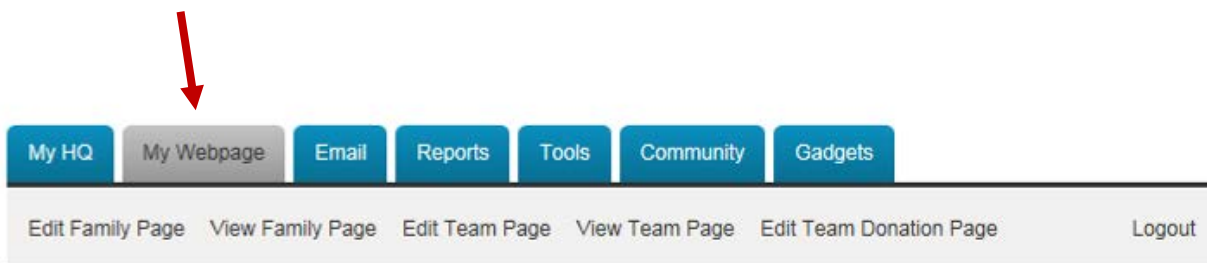 My HQ My Webpage Email Reports Tools Community Gadgets
Edit Family Page View Family Page Edit Team Page View Team Page Edit Team Donation Page Logout